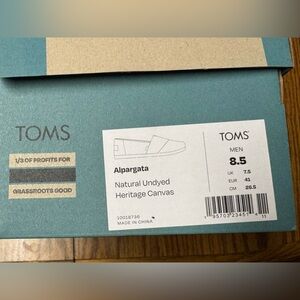 TOMS
1/3 OF PROFITS FOR
GRASSROOTS GOOD
Alpargata
Natural Undyed
Heritage Canvas
10018736
MADE IN CHINA
TOMS
MEN
8.5
UK 7.5
EUR 41
CM 26.5